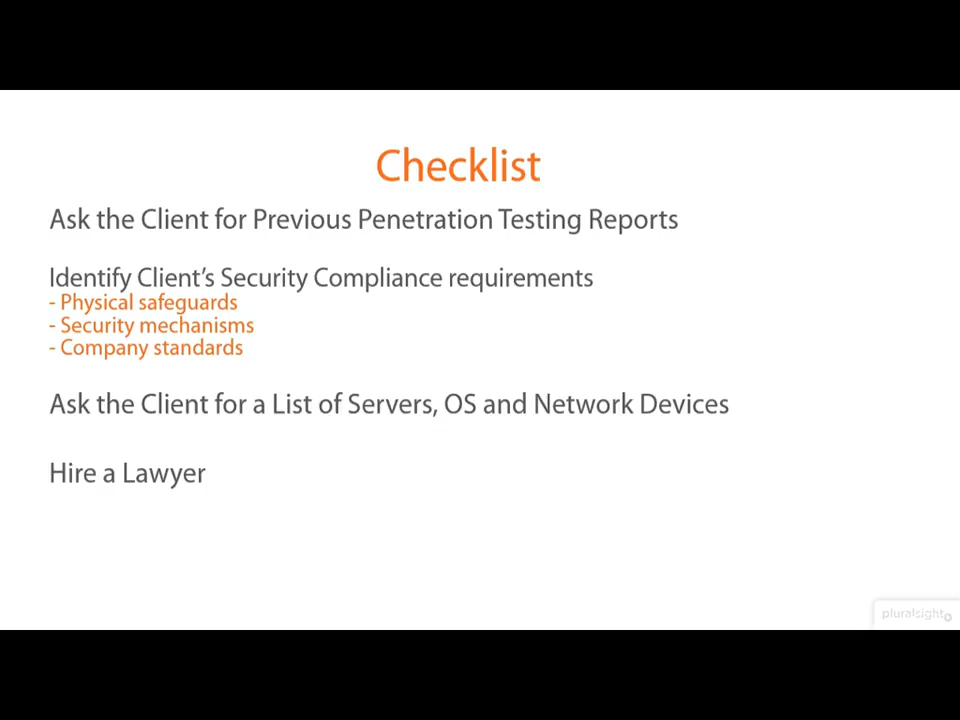 Checklist
Ask the Client for Previous Penetration Testing Reports
Identify Client’s Security Compliance requirements
- Physical safeguards
- Security mechanisms
- Company standards
Ask the Client for a List of Servers, OS and Network Devices
Hire a Lawyer
pluralsight